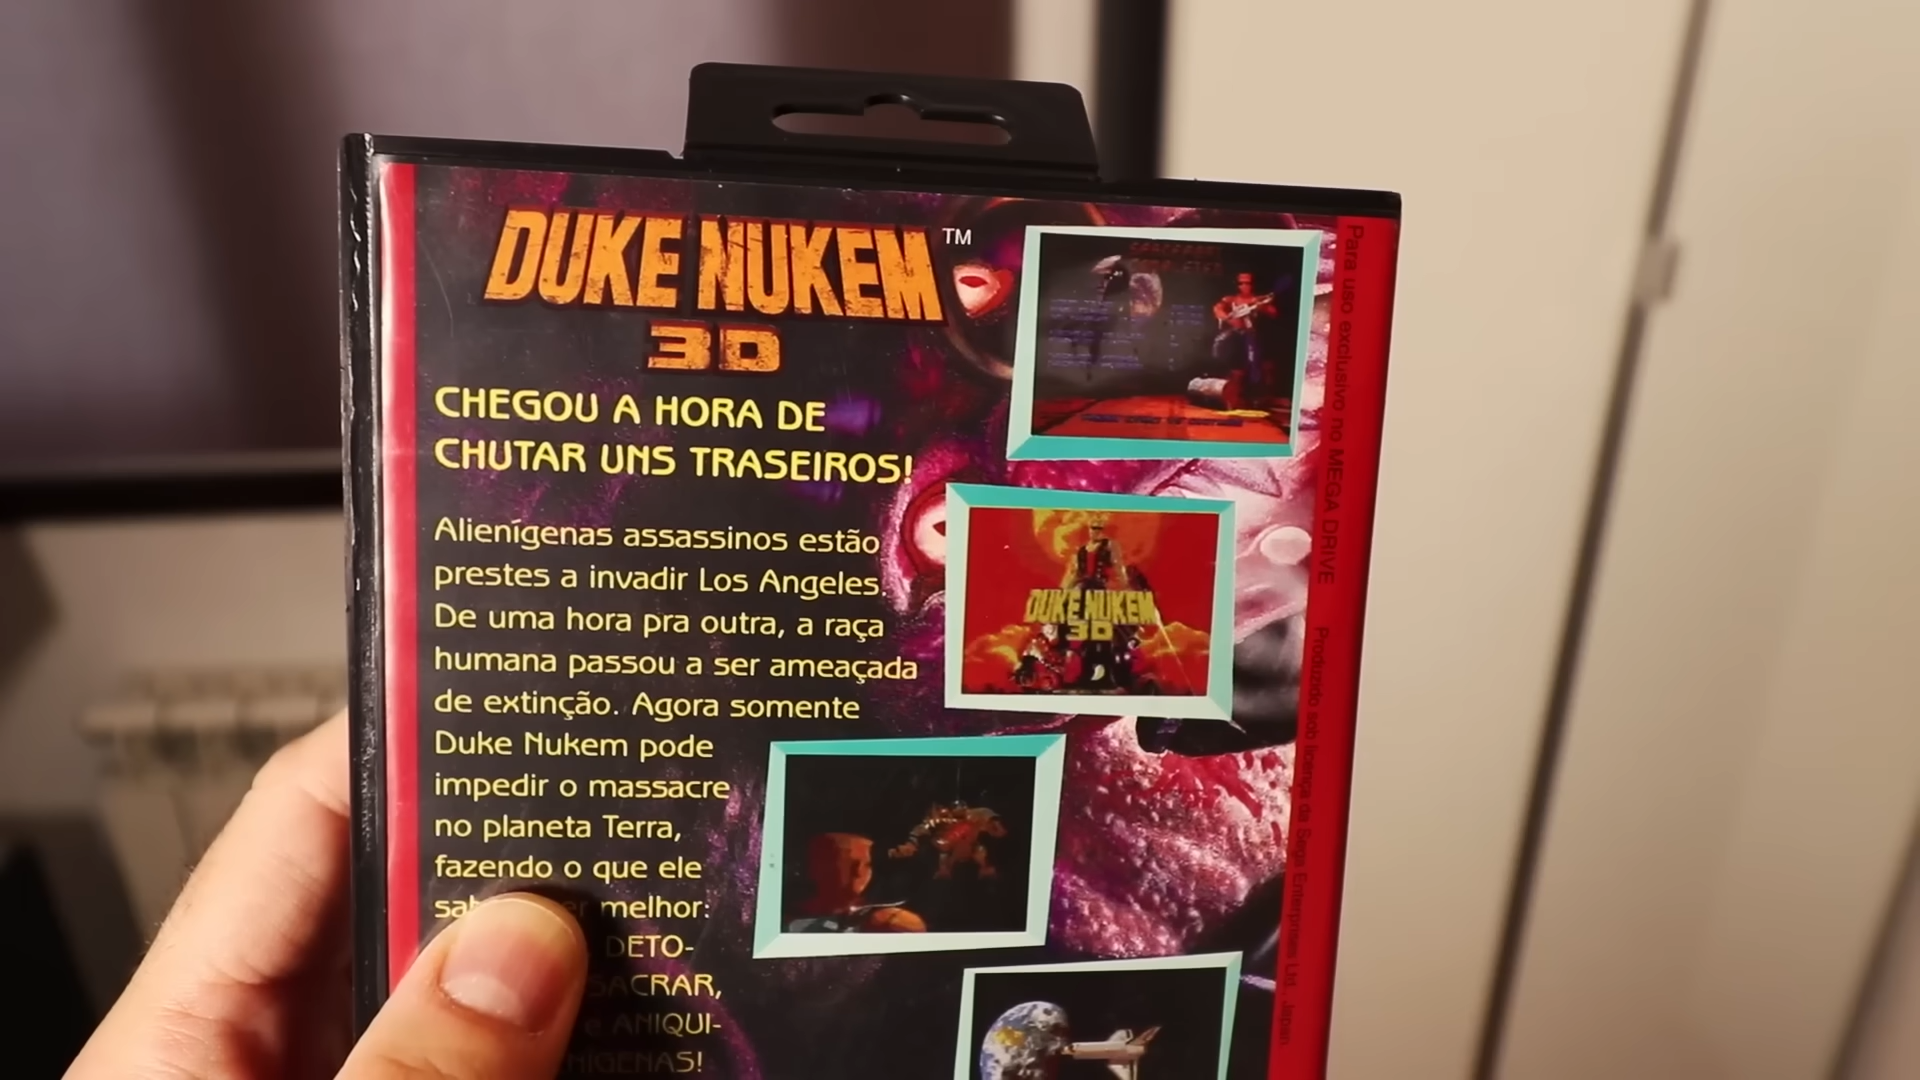 DUKE NUKEM™
3D
CHEGOU A HORA DE
CHUTAR UNS TRASEIROS!
Alienígenas assassinos estão
prestes a invadir Los Angeles.
De uma hora pra outra, a raça
humana passou a ser ameaçada
de extinção. Agora somente
Duke Nukem pode
impedir o massacre
no planeta Terra,
fazendo o que ele
melhor:
DETO-
SACRAR,
e ANIQUI-
NÍGENAS!
DUKE NUKEM
3D
Para uso exclusivo no MEGA DRIVE
Produzido sob licença da Sega Enterprises Ltd. Japan